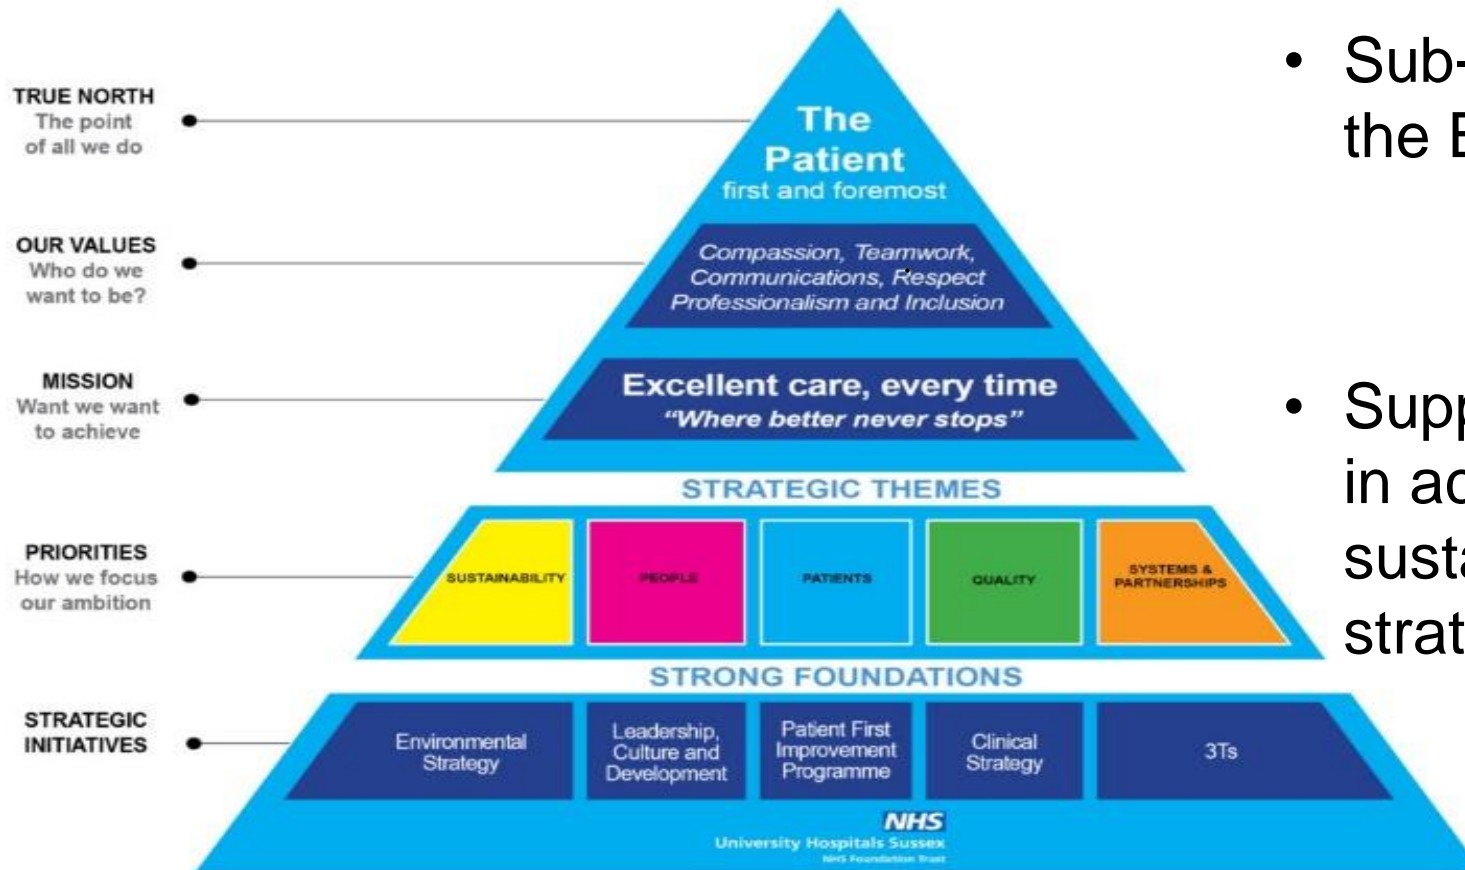 TRUE NORTH
The point
of all we do
The
Patient
first and foremost
OUR VALUES
Who do we
want to be?
Compassion, Teamwork,
Communications, Respect
Professionalism and Inclusion
MISSION
Want we want
to achieve
Excellent care, every time
“Where better never stops”
STRATEGIC THEMES
PRIORITIES
How we focus
our ambition
SUSTAINABILITY
PEOPLE
PATIENTS
QUALITY
SYSTEMS &
PARTNERSHIPS
STRONG FOUNDATIONS
STRATEGIC
INITIATIVES
Environmental
Strategy
Leadership,
Culture and
Development
Patient First
Improvement
Programme
Clinical
Strategy
3Ts
NHS
University Hospitals Sussex
NHS Foundation Trust
• Sub-
the
• 
in